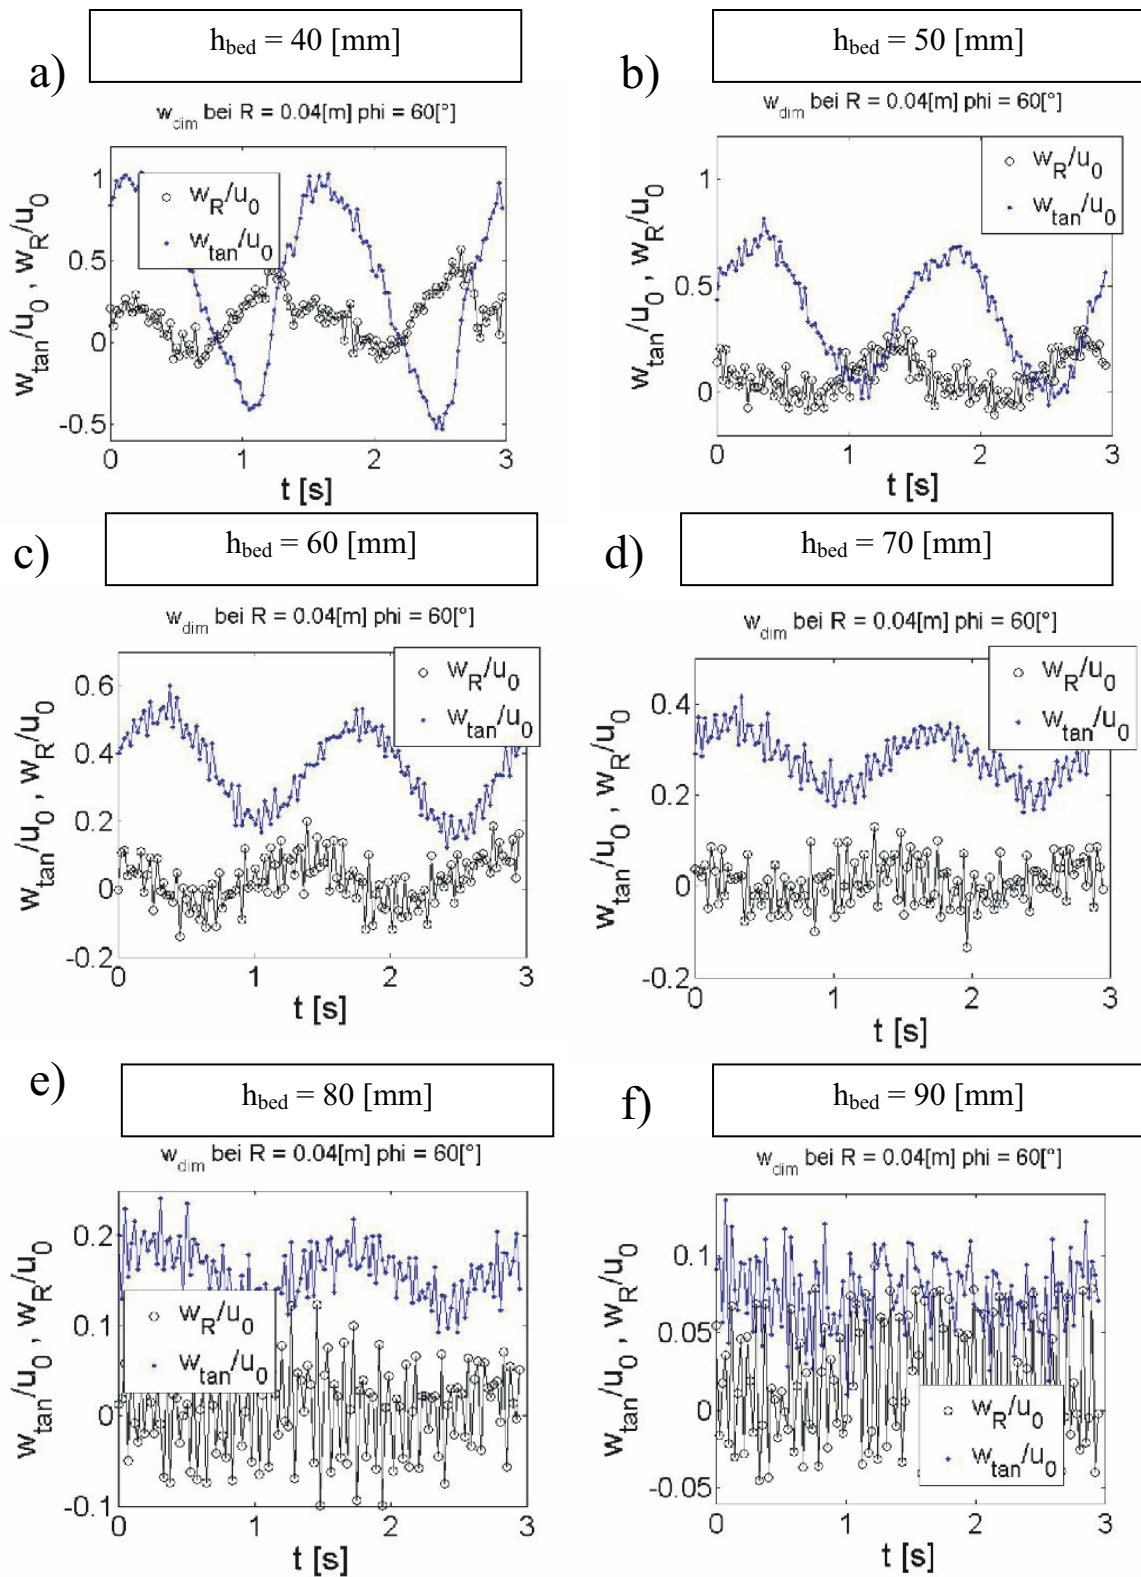 a)
h_bed = 40 [mm]
w_dim bei R = 0.04[m] phi = 60[°]
w_tan/u_0 , w_R/u_0
1
0.5
0
-0.5
w_R/u_0
w_tan/u_0
0 1 2 3
t [s]
b)
h_bed = 50 [mm]
w_dim bei R = 0.04[m] phi = 60[°]
w_tan/u_0 , w_R/u_0
1
0.5
0
w_R/u_0
w_tan/u_0
0 1 2 3
t [s]
c)
h_bed = 60 [mm]
w_dim bei R = 0.04[m] phi = 60[°]
w_tan/u_0 , w_R/u_0
0.6
0.4
0.2
0
-0.2
w_R/u_0
w_tan/u_0
0 1 2 3
t [s]
d)
h_bed = 70 [mm]
w_dim bei R = 0.04[m] phi = 60[°]
w_tan/u_0 , w_R/u_0
0.4
0.2
0
-0.2
w_R/u_0
w_tan/u_0
0 1 2 3
t [s]
e)
h_bed = 80 [mm]
w_dim bei R = 0.04[m] phi = 60[°]
w_tan/u_0 , w_R/u_0
0.2
0.1
0
-0.1
w_R/u_0
w_tan/u_0
0 1 2 3
t [s]
f)
h_bed = 90 [mm]
w_dim bei R = 0.04[m] phi = 60[°]
w_tan/u_0 , w_R/u_0
0.1
0.05
0
-0.05
w_R/u_0
w_tan/u_0
0 1 2 3
t [s]